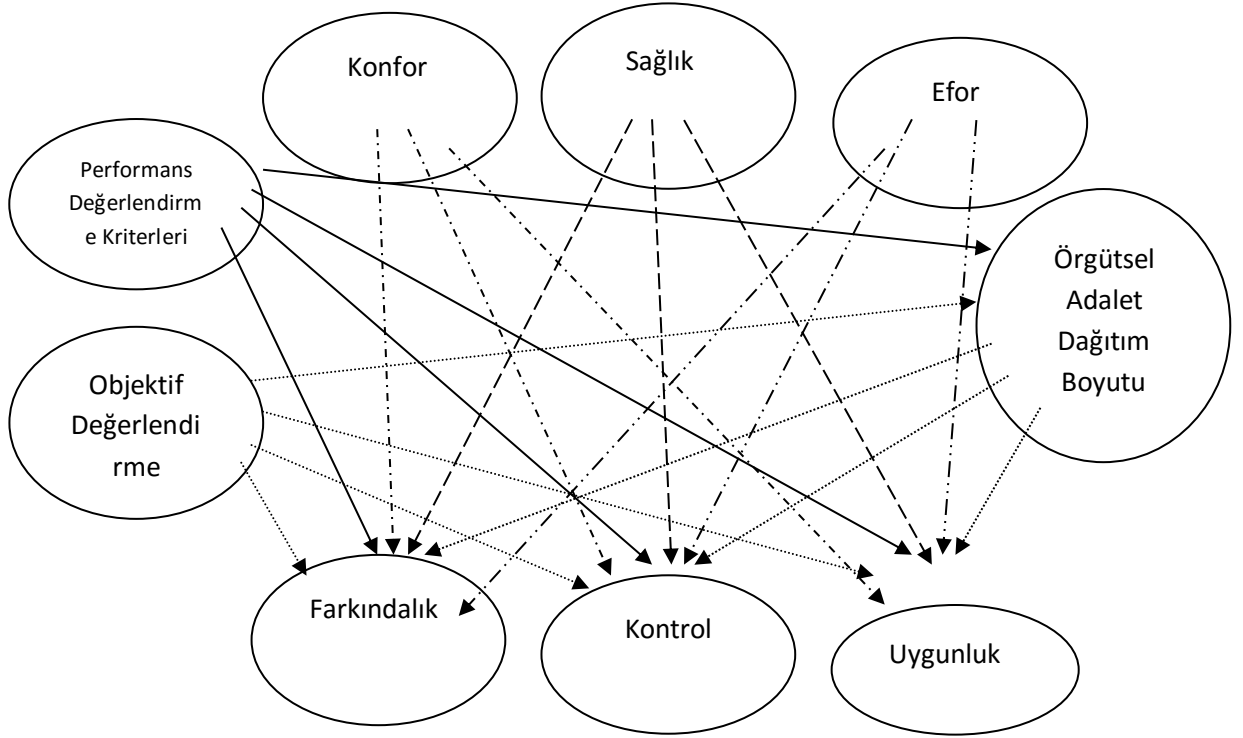 Konfor
Sağlık
Efor
Performans
Değerlendirm
e Kriterleri
Örgütsel
Adalet
Dağıtım
Boyutu
Objektif
Değerlendi
rme
Farkındalık
Kontrol
Uygunluk